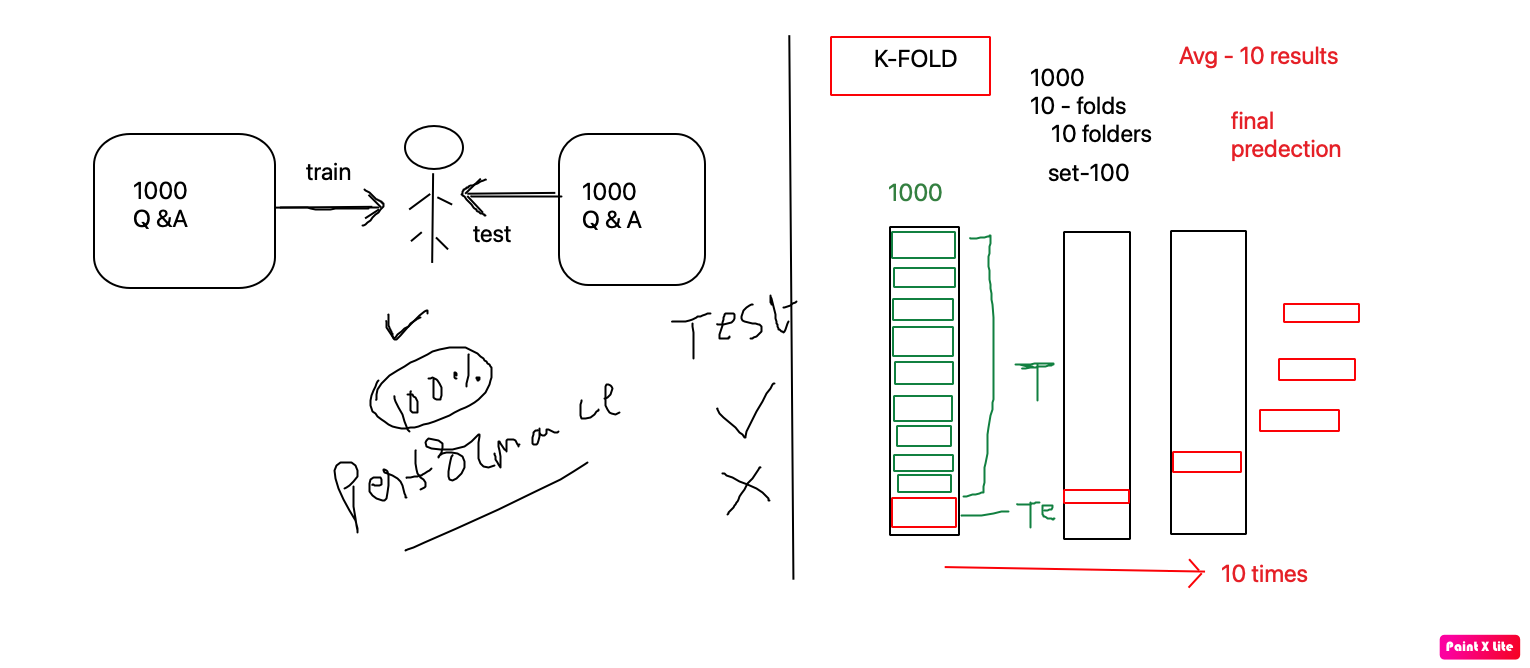 1000
Q &A
train
test
1000
Q & A
100%
Performance
TEST
K-FOLD
1000
10 - folds
10 folders
set-100
Avg - 10 results
final
predection
1000
T
Te
10 times
Paint X Lite